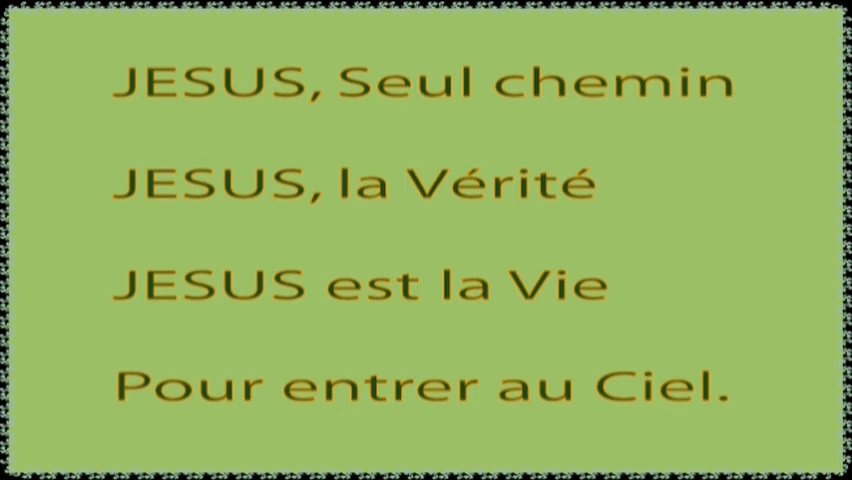 JESUS, Seul chemin
JESUS, la Vérité
JESUS est la Vie
Pour entrer au Ciel.